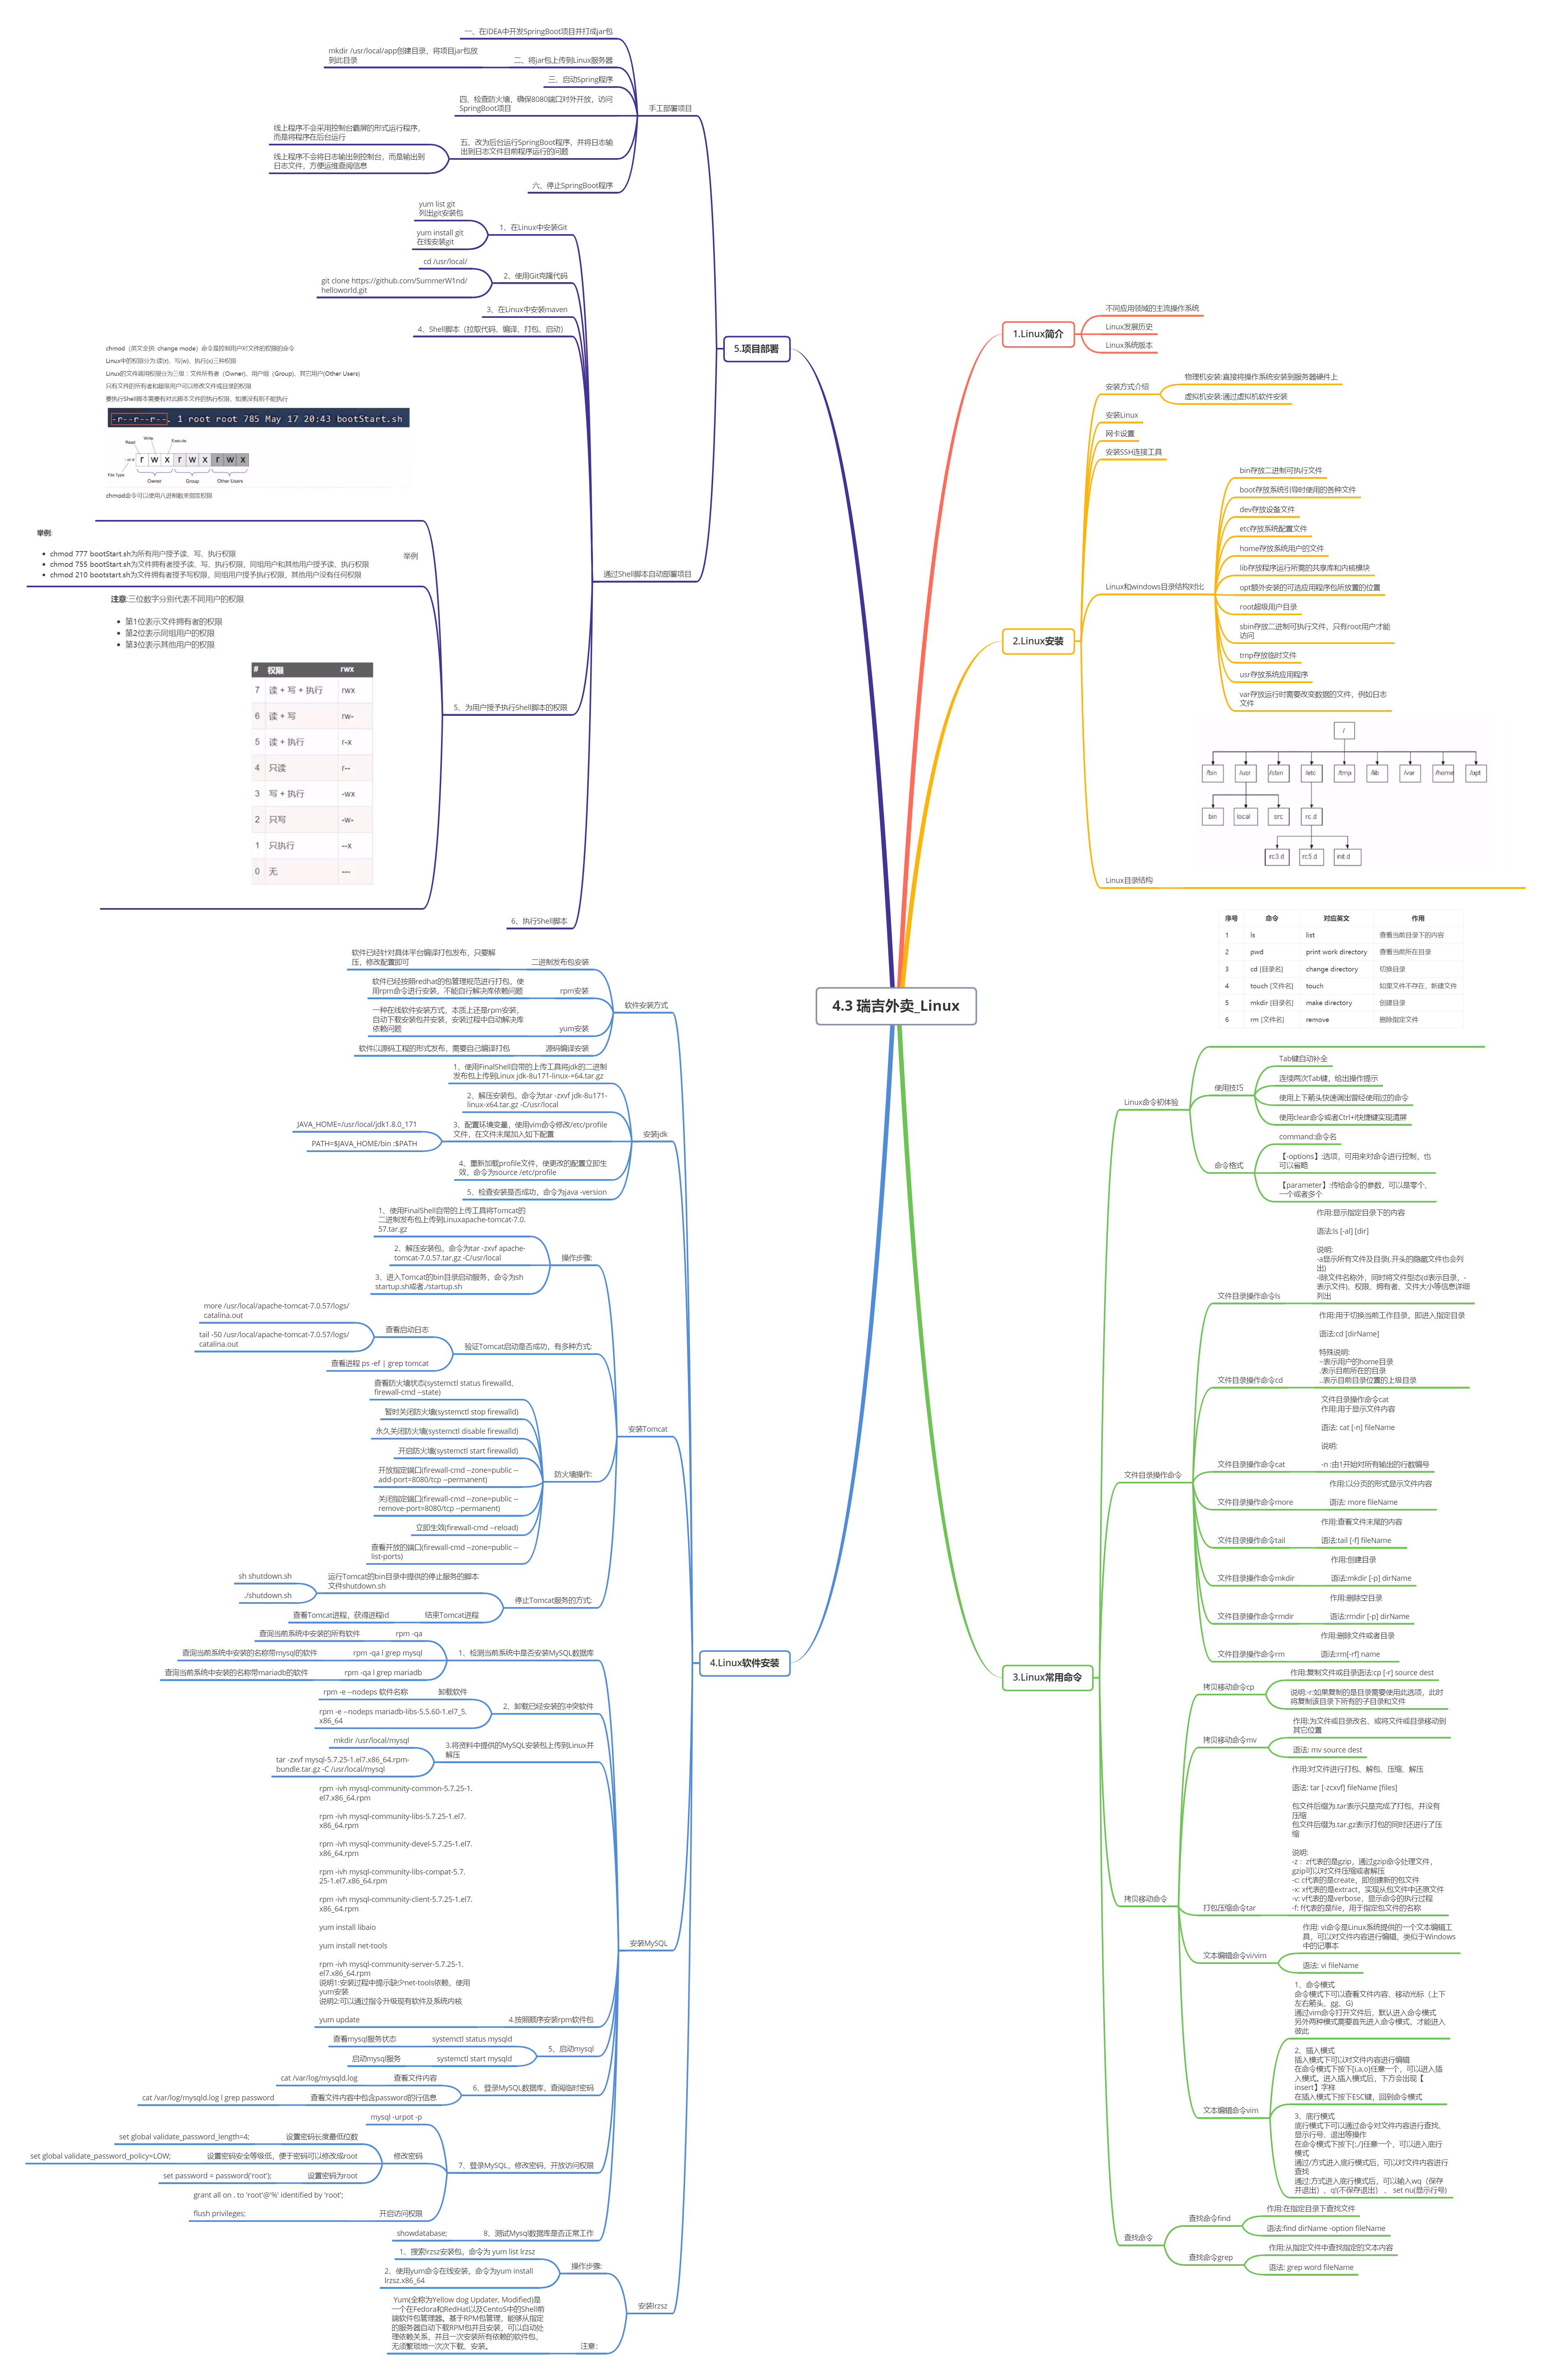 4.3 瑞吉外卖_Linux
1.Linux简介
不同应用领域的主流操作系统
Linux发展历史
Linux系统版本
2.Linux安装
安装方式介绍
物理机安装:直接将操作系统安装到服务器硬件上
虚拟机安装:通过虚拟机软件安装
安装Linux
网卡设置
安装SSH连接工具
Linux和windows目录结构对比
bin存放二进制可执行文件
boot存放系统引导时使用的各种文件
dev存放设备文件
etc存放系统配置文件
home存放系统用户的文件
lib存放程序运行所需的共享库和内核模块
opt额外安装的可选应用程序包所放置的位置
root超级用户目录
sbin存放二进制可执行文件，只有root用户才能
访问
tmp存放临时文件
usr存放系统应用程序
var存放运行时需要改变数据的文件，例如日志
文件
Linux目录结构
/
/bin /usr /sbin /etc /tmp /lib /var /home /opt
bin local src rc.d
rc3.d rc5.d init.d
3.Linux常用命令
Linux命令初体验
序号 命令 对应英文 作用
1 ls list 查看当前目录下的内容
2 pwd print work directory 查看当前所在目录
3 cd [目录名] change directory 切换目录
4 touch [文件名] touch 如果文件不存在，新建文件
5 mkdir [目录名] make directory 创建目录
6 rm [文件名] remove 删除指定文件
使用技巧
Tab键自动补全
连续两次Tab键，给出操作提示
使用上下箭头快速调出曾经使用过的命令
使用clear命令或者Ctrl+l快捷键实现清屏
命令格式
command:命令名
【-options】:选项，可用来对命令进行控制，也
可以省略
【parameter】:传给命令的参数，可以是零个、
一个或者多个
文件目录操作命令
文件目录操作命令ls
作用:显示指定目录下的内容
语法:ls [-al] [dir]
说明:
-a显示所有文件及目录(.开头的隐藏文件也会列
出)
-l除文件名称外，同时将文件型态(d表示目录，-
表示文件)、权限、拥有者、文件大小等信息详细
列出
文件目录操作命令cd
作用:用于切换当前工作目录，即进入指定目录
语法:cd [dirName]
特殊说明:
~表示用户的home目录
.表示目前所在的目录
..表示目前目录位置的上级目录
文件目录操作命令cat
文件目录操作命令cat
作用:用于显示文件内容
语法: cat [-n] fileName
说明:
-n :由1开始对所有输出的行数编号
文件目录操作命令more
作用:以分页的形式显示文件内容
语法: more fileName
文件目录操作命令tail
作用:查看文件末尾的内容
语法:tail [-f] fileName
文件目录操作命令mkdir
作用:创建目录
语法:mkdir [-p] dirName
文件目录操作命令rmdir
作用:删除空目录
语法:rmdir [-p] dirName
文件目录操作命令rm
作用:删除文件或者目录
语法:rm[-rf] name
拷贝移动命令
拷贝移动命令cp
作用:复制文件或目录语法:cp [-r] source dest
说明:-r:如果复制的是目录需要使用此选项，此时
将复制该目录下所有的子目录和文件
拷贝移动命令mv
作用:为文件或目录改名、或将文件或目录移动到
其它位置
语法: mv source dest
打包压缩命令tar
作用:对文件进行打包、解包、压缩、解压
语法: tar [-zcxvf] fileName [files]
包文件后缀为.tar表示只是完成了打包，并没有
压缩
包文件后缀为.tar.gz表示打包的同时还进行了压
缩
说明:
-z： z代表的是gzip，通过gzip命令处理文件，
gzip可以对文件压缩或者解压
-c: c代表的是create，即创建新的包文件
-x: x代表的是extract，实现从包文件中还原文件
-v: v代表的是verbose，显示命令的执行过程
-f: f代表的是file，用于指定包文件的名称
文本编辑命令vi/vim
作用: vi命令是Linux系统提供的一个文本编辑工
具，可以对文件内容进行编辑，类似于Windows
中的记事本
语法: vi fileName
文本编辑命令vim
1、命令模式
命令模式下可以查看文件内容、移动光标（上下
左右箭头、gg、G)
通过vim命令打开文件后，默认进入命令模式
另外两种模式需要首先进入命令模式，才能进入
彼此
2、插入模式
插入模式下可以对文件内容进行编辑
在命令模式下按下[i,a,o]任意一个，可以进入插
入模式。进入插入模式后，下方会出现【
insert】字样
在插入模式下按下ESC键，回到命令模式
3、底行模式
底行模式下可以通过命令对文件内容进行查找、
显示行号、退出等操作
在命令模式下按下[:,/]任意一个，可以进入底行
模式
通过/方式进入底行模式后，可以对文件内容进行
查找
通过:方式进入底行模式后，可以输入wq（保存
并退出）、q!(不保存退出） 、 set nu(显示行号)
查找命令
查找命令find
作用:在指定目录下查找文件
语法:find dirName -option fileName
查找命令grep
作用:从指定文件中查找指定的文本内容
语法: grep word fileName
4.Linux软件安装
软件安装方式
二进制发布包安装
软件已经针对具体平台编译打包发布，只要解
压，修改配置即可
rpm安装
软件已经按照redhat的包管理规范进行打包，使
用rpm命令进行安装，不能自行解决库依赖问题
yum安装
一种在线软件安装方式，本质上还是rpm安装，
自动下载安装包并安装，安装过程中自动解决库
依赖问题
源码编译安装
软件以源码工程的形式发布，需要自己编译打包
安装jdk
1、使用FinalShell自带的上传工具将jdk的二进制
发布包上传到Linux jdk-8u171-linux-×64.tar.gz
2、解压安装包，命令为tar -zxvf jdk-8u171-
linux-x64.tar.gz -C/usr/local
3、配置环境变量，使用vim命令修改/etc/profile
文件，在文件末尾加入如下配置
JAVA_HOME=/usr/local/jdk1.8.0_171
PATH=$JAVA_HOME/bin :$PATH
4、重新加载profile文件，使更改的配置立即生
效，命令为source /etc/profile
5、检查安装是否成功，命令为java -version
安装Tomcat
操作步骤:
1、使用FinalShell自带的上传工具将Tomcat的
二进制发布包上传到Linuxapache-tomcat-7.0.
57.tar.gz
2、解压安装包，命令为tar -zxvf apache-
tomcat-7.0.57.tar.gz -C/usr/local
3、进入Tomcat的bin目录启动服务，命令为sh
startup.sh或者./startup.sh
验证Tomcat启动是否成功，有多种方式:
查看启动日志
more /usr/local/apache-tomcat-7.0.57/logs/
catalina.out
tail -50 /usr/local/apache-tomcat-7.0.57/logs/
catalina.out
查看进程 ps -ef | grep tomcat
防火墙操作:
查看防火墙状态(systemctl status firewalld、
firewall-cmd --state)
暂时关闭防火墙(systemctl stop firewalld)
永久关闭防火墙(systemctl disable firewalld)
开启防火墙(systemctl start firewalld)
开放指定端口(firewall-cmd --zone=public --
add-port=8080/tcp --permanent)
关闭指定端口(firewall-cmd --zone=public --
remove-port=8080/tcp --permanent)
立即生效(firewall-cmd --reload)
查看开放的端口(firewall-cmd --zone=public --
list-ports)
停止Tomcat服务的方式:
运行Tomcat的bin目录中提供的停止服务的脚本
文件shutdown.sh
sh shutdown.sh
./shutdown.sh
结束Tomcat进程
查看Tomcat进程，获得进程id
安装MySQL
1、检测当前系统中是否安装MySQL数据库
rpm -qa
查询当前系统中安装的所有软件
rpm -qa l grep mysql
查询当前系统中安装的名称带mysql的软件
rpm -qa l grep mariadb
查询当前系统中安装的名称带mariadb的软件
2、卸载已经安装的冲突软件
卸载软件
rpm -e --nodeps 软件名称
rpm -e --nodeps mariadb-libs-5.5.60-1.el7_5.
x86_64
3.将资料中提供的MySQL安装包上传到Linux并
解压
mkdir /usr/local/mysql
tar -zxvf mysql-5.7.25-1.el7.x86_64.rpm-
bundle.tar.gz -C /usr/local/mysql
4.按照顺序安装rpm软件包
rpm -ivh mysql-community-common-5.7.25-1.
el7.x86_64.rpm
rpm -ivh mysql-community-libs-5.7.25-1.el7.
x86_64.rpm
rpm -ivh mysql-community-devel-5.7.25-1.el7.
x86_64.rpm
rpm -ivh mysql-community-libs-compat-5.7.
25-1.el7.x86_64.rpm
rpm -ivh mysql-community-client-5.7.25-1.el7.
x86_64.rpm
yum install libaio
yum install net-tools
rpm -ivh mysql-community-server-5.7.25-1.
el7.x86_64.rpm
说明1:安装过程中提示缺少net-tools依赖，使用
yum安装
说明2:可以通过指令升级现有软件及系统内核
yum update
5、启动mysql
systemctl status mysqld
查看mysql服务状态
systemctl start mysqld
启动mysql服务
6、登录MySQL数据库，查阅临时密码
查看文件内容
cat /var/log/mysqld.log
查看文件内容中包含password的行信息
cat /var/log/mysqld.log l grep password
7、登录MySQL，修改密码，开放访问权限
mysql -urpot -p
修改密码
设置密码长度最低位数
set global validate_password_length=4;
设置密码安全等级低，便于密码可以修改成root
set global validate_password_policy=LOW;
设置密码为root
set password = password('root');
开启访问权限
grant all on . to 'root'@'%' identified by 'root';
flush privileges;
8、测试Mysql数据库是否正常工作
showdatabase;
安装lrzsz
操作步骤:
1、搜索lrzsz安装包，命令为 yum list lrzsz
2、使用yum命令在线安装，命令为yum install
lrzsz.x86_64
注意：
Yum(全称为Yellow dog Updater, Modified)是
一个在Fedora和RedHat以及CentoS中的Shell前
端软件包管理器。基于RPM包管理，能够从指定
的服务器自动下载RPM包并且安装，可以自动处
理依赖关系，并且一次安装所有依赖的软件包，
无须繁琐地一次次下载、安装。
5.项目部署
手工部署项目
一、在IDEA中开发SpringBoot项目并打成jar包
二、将jar包上传到Linux服务器
mkdir /usr/local/app创建目录，将项目jar包放
到此目录
三、启动Spring程序
四、检查防火墙，确保8080端口对外开放，访问
SpringBoot项目
五、改为后台运行SpringBoot程序，并将日志输
出到日志文件目前程序运行的问题
线上程序不会采用控制台霸屏的形式运行程序，
而是将程序在后台运行
线上程序不会将日志输出到控制台，而是输出到
日志文件，方便运维查阅信息
六、停止SpringBoot程序
通过Shell脚本自动部署项目
1、在Linux中安装Git
yum list git
列出git安装包
yum install git
在线安装git
2、使用Git克隆代码
cd /usr/local/
git clone https://github.com/SummerW1nd/
helloworld.git
3、在Linux中安装maven
4、Shell脚本（拉取代码、编译、打包、启动）
5、为用户授予执行Shell脚本的权限
chmod（英文全拼: change mode）命令是控制用户对文件的权限的命令
Linux中的权限分为:读(r)、写(w)、执行(x)三种权限
Linux的文件调用权限分为三级：文件所有者（Owner)、用户组（Group)、其它用户(Other Users)
只有文件的所有者和超级用户可以修改文件或目录的权限
要执行Shell脚本需要有对此脚本文件的执行权限，如果没有则不能执行
-r--r--r--. 1 root root 785 May 17 20:43 bootStart.sh
Read Write Execute
r w x r w x r w x
File Type
Owner Group Other Users
chmod命令可以使用八进制数来指定权限
举例
举例:
chmod 777 bootStart.sh为所有用户授予读、写、执行权限
chmod 755 bootStart.sh为文件拥有者授予读、写、执行权限，同组用户和其他用户授予读、执行权限
chmod 210 bootstart.sh为文件拥有者授予写权限，同组用户授予执行权限，其他用户没有任何权限
注意:三位数字分别代表不同用户的权限
第1位表示文件拥有者的权限
第2位表示同组用户的权限
第3位表示其他用户的权限
# 权限 rwx
7 读 + 写 + 执行 rwx
6 读 + 写 rw-
5 读 + 执行 r-x
4 只读 r--
3 写 + 执行 -wx
2 只写 -w-
1 只执行 --x
0 无 ---
6、执行Shell脚本